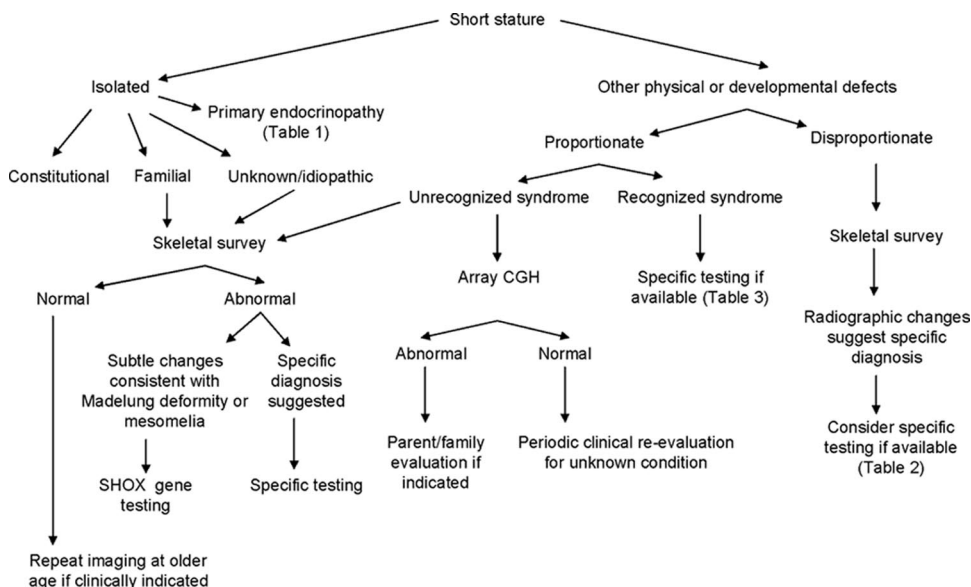 Short stature
Isolated
Other physical or developmental defects
Primary endocrinopathy
(Table 1)
Proportionate
Disproportionate
Constitutional
Familial
Unknown/idiopathic
Unrecognized syndrome
Recognized syndrome
Skeletal survey
Skeletal survey
Array CGH
Specific testing if
available (Table 3)
Normal
Abnormal
Radiographic changes
suggest specific
diagnosis
Subtle changes
consistent with
Madelung deformity or
mesomelia
Specific
diagnosis
suggested
Abnormal
Normal
Parent/family
evaluation if
indicated
Periodic clinical re-evaluation
for unknown condition
Consider specific
testing if available
(Table 2)
SHOX gene
testing
Specific testing
Repeat imaging at older
age if clinically indicated